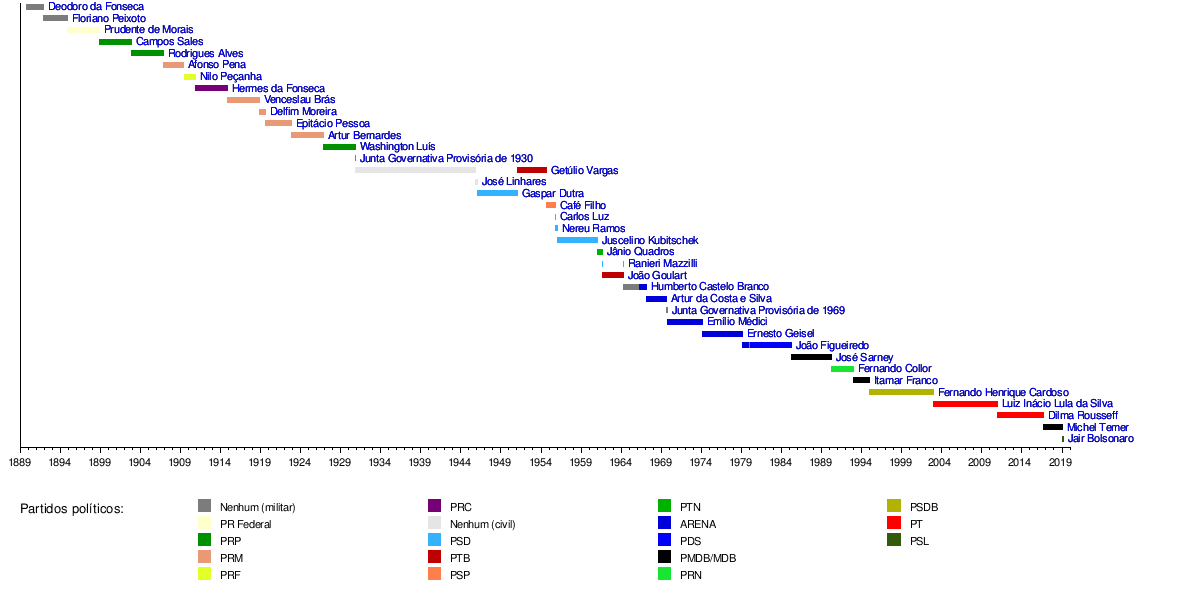 Deodoro da Fonseca
Floriano Peixoto
Prudente de Morais
Campos Sales
Rodrigues Alves
Afonso Pena
Nilo Peçanha
Hermes da Fonseca
Venceslau Brás
Delfim Moreira
Epitácio Pessoa
Artur Bernardes
Washington Luís
Junta Governativa Provisória de 1930
Getúlio Vargas
José Linhares
Gaspar Dutra
Café Filho
Carlos Luz
Nereu Ramos
Juscelino Kubitschek
Jânio Quadros
Ranieri Mazzilli
João Goulart
Humberto Castelo Branco
Artur da Costa e Silva
Junta Governativa Provisória de 1969
Emílio Médici
Ernesto Geisel
João Figueiredo
José Sarney
Fernando Collor
Itamar Franco
Fernando Henrique Cardoso
Luiz Inácio Lula da Silva
Dilma Rousseff
Michel Temer
Jair Bolsonaro
1889 1894 1899 1904 1909 1914 1919 1924 1929 1934 1939 1944 1949 1954 1959 1964 1969 1974 1979 1984 1989 1994 1999 2004 2009 2014 2019
Partidos políticos:
Nenhum (militar)
PR Federal
PRP
PRM
PRF
PRC
Nenhum (civil)
PSD
PTB
PSP
PTN
ARENA
PDS
PMDB/MDB
PRN
PSDB
PT
PSL